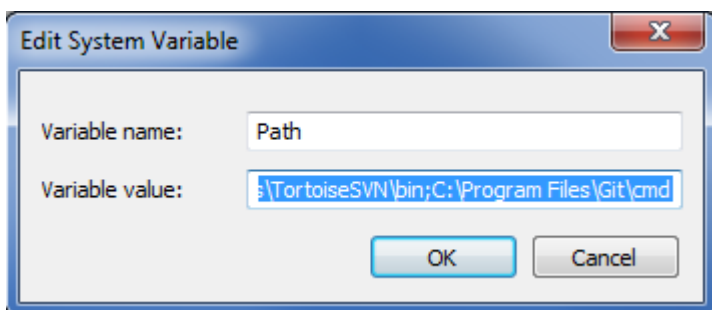 Edit System Variable
Variable name: Path
Variable value: s\TortoiseSVN\bin;C:\Program Files\Git\cmd
OK Cancel